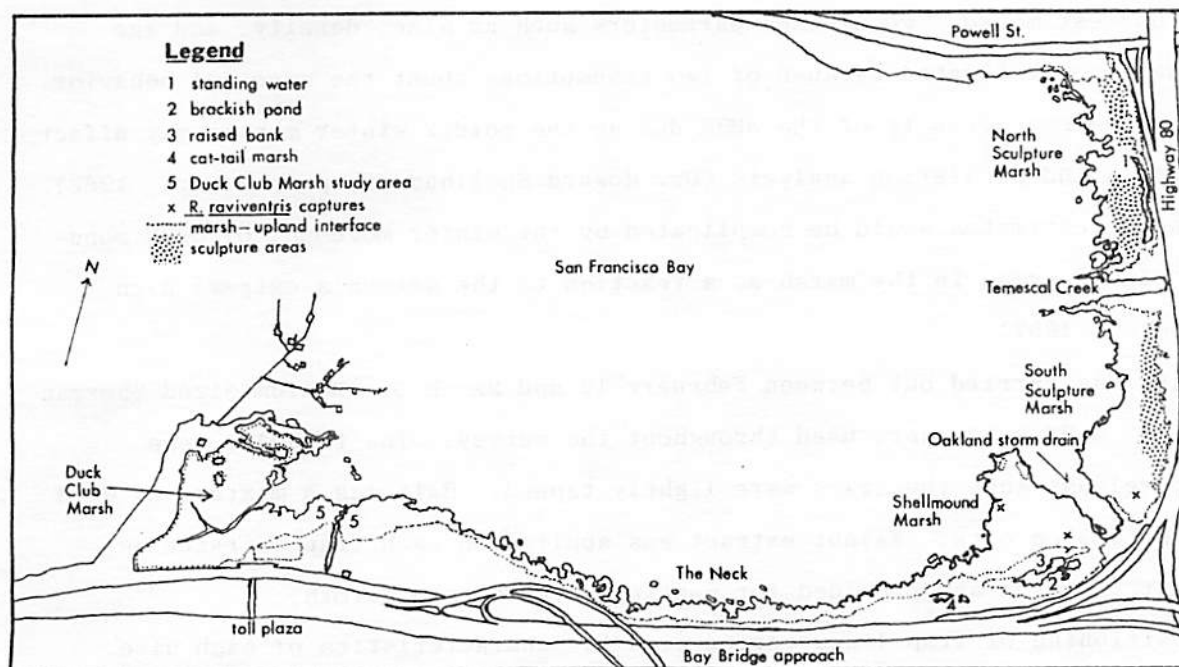 Legend
1 standing water
2 brackish pond
3 raised bank
4 cat-tail marsh
5 Duck Club Marsh study area
x R. raviventris captures
marsh-upland interface
sculpture areas
N
San Francisco Bay
Powell St.
North
Sculpture
Marsh
Highway 80
Temescal Creek
South
Sculpture
Marsh
Oakland storm drain
Shellmound
Marsh
x
x
x
Duck
Club
Marsh
5
5
The Neck
4
toll plaza
Bay Bridge approach